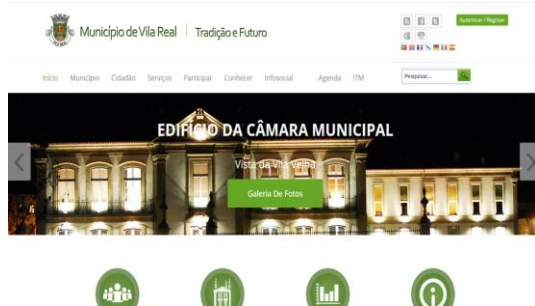 Município de Vila Real | Tradição e Futuro
Autenticar / Registar
Início Município Cidadão Serviços Participar Conhecer Infosocial Agenda ITM
Pesquisar...
EDIFÍCIO DA CÂMARA MUNICIPAL
Vista da Vila Velha
Galeria De Fotos